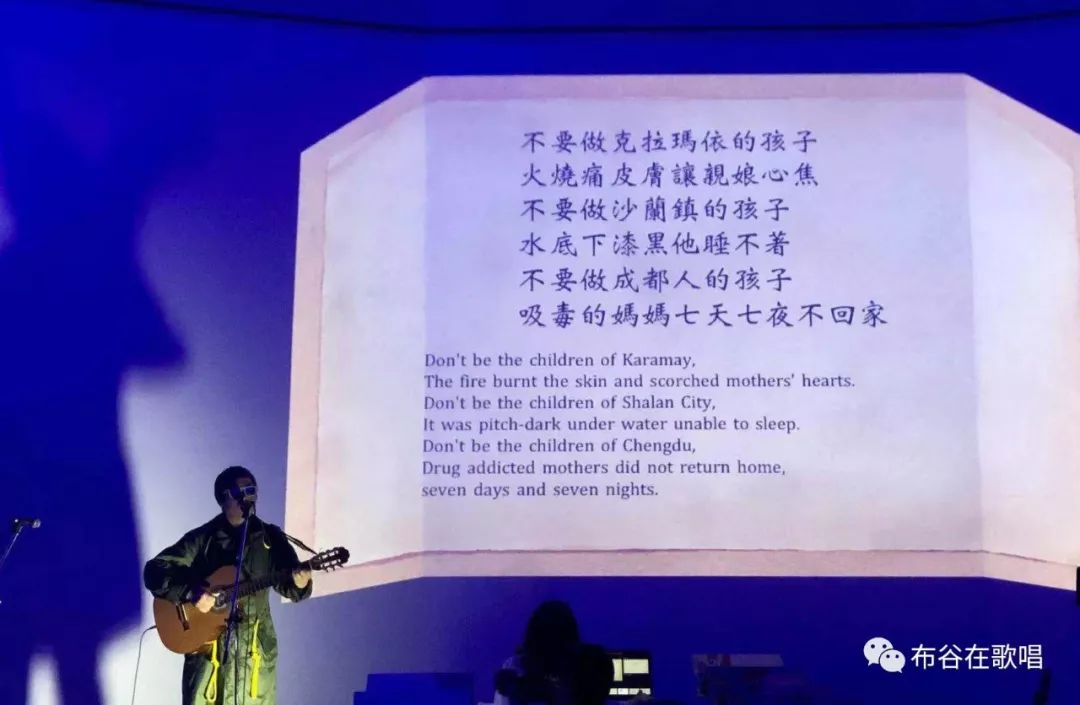 不要做克拉瑪依的孩子
火燒痛皮膚讓親娘心焦
不要做沙蘭鎮的孩子
水底下漆黑他睡不著
不要做成都人的孩子
吸毒的媽媽七天七夜不回家
Don't be the children of Karamay,
The fire burnt the skin and scorched mothers' hearts.
Don't be the children of Shalan City,
It was pitch-dark under water unable to sleep.
Don't be the children of Chengdu,
Drug addicted mothers did not return home,
seven days and seven nights.
布谷在歌唱